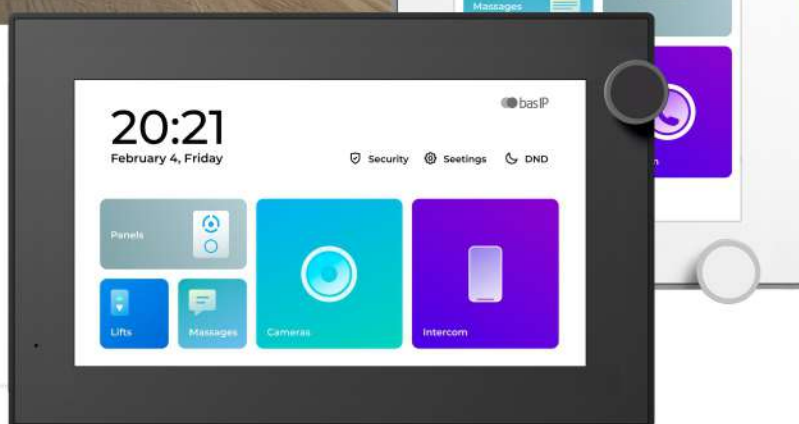 Massages
basIP
20:21
February 4, Friday
Security
Seetings
DND
Panels
Lifts
Massages
Cameras
Intercom